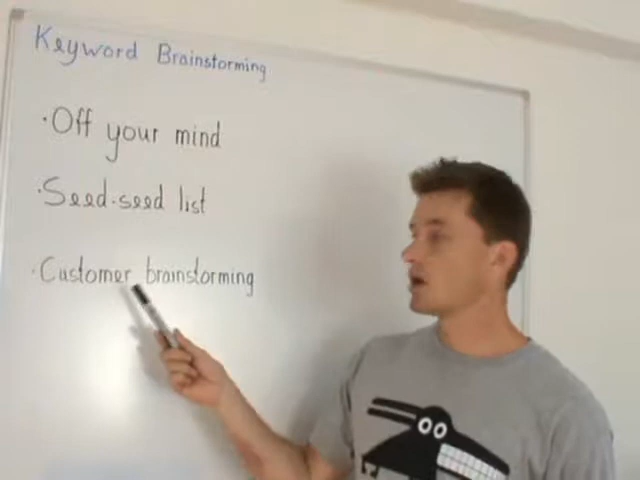 Keyword Brainstorming
·Off your mind
·Seed-seed list
·Customer brainstorming